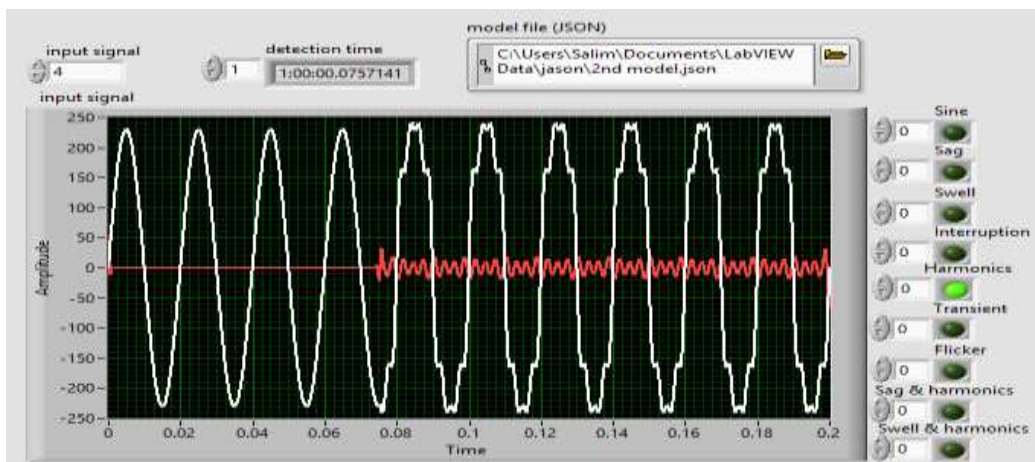 model file (JSON)
input signal
4
detection time
1
1:00:00.0757141
C:\Users\Salim\Documents\LabVIEW
Data\jason\2nd model.json
input signal
250
200
150
100
50
0
-50
-100
-150
-200
-250
Amplitude
0
0.02
0.04
0.06
0.08
0.1
0.12
0.14
0.16
0.18
0.2
Time
Sine
0
Sag
0
Swell
0
Interruption
0
Harmonics
0
Transient
0
Flicker
0
Sag & harmonics
0
Swell & harmonics
0